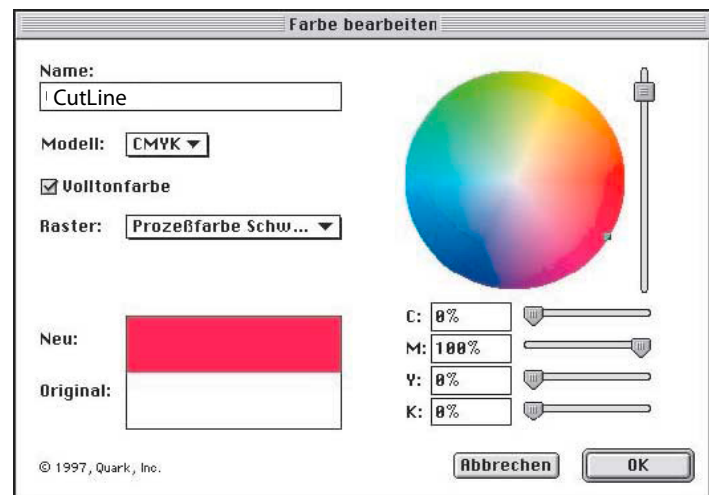 Farbe bearbeiten
Name:
CutLine
Modell: CMYK
Volltonfarbe
Raster: Prozeßfarbe Schw...
Neu:
Original:
C: 0%
M: 100%
Y: 0%
K: 0%
© 1997, Quark, Inc.
Abbrechen
OK